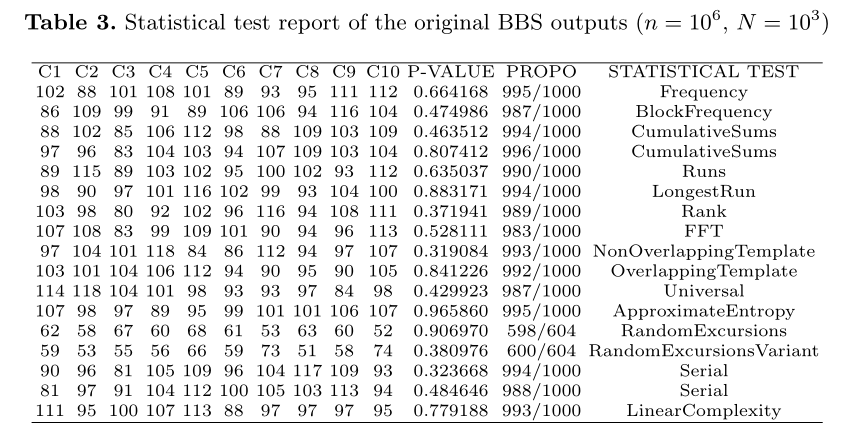 Table 3. Statistical test report of the original BBS outputs (n = 10⁶, N = 10³)
C1 C2 C3 C4 C5 C6 C7 C8 C9 C10 P-VALUE PROPO STATISTICAL TEST
102 88 101 108 101 89 93 95 111 112 0.664168 995/1000 Frequency
86 109 99 91 89 106 106 94 116 104 0.474986 987/1000 BlockFrequency
88 102 85 106 112 98 88 109 103 109 0.463512 994/1000 CumulativeSums
97 96 83 104 103 94 107 109 103 104 0.807412 996/1000 CumulativeSums
89 115 89 103 102 95 100 102 93 112 0.635037 990/1000 Runs
98 90 97 101 116 102 99 93 104 100 0.883171 994/1000 LongestRun
103 98 80 92 102 96 116 94 108 111 0.371941 989/1000 Rank
107 108 83 99 109 101 90 94 96 113 0.528111 983/1000 FFT
97 104 101 118 84 86 112 94 97 107 0.319084 993/1000 NonOverlappingTemplate
103 101 104 106 112 94 90 95 90 105 0.841226 992/1000 OverlappingTemplate
114 118 104 101 98 93 93 97 84 98 0.429923 987/1000 Universal
107 98 97 89 95 99 101 101 106 107 0.965860 995/1000 ApproximateEntropy
62 58 67 60 68 61 53 63 60 52 0.906970 598/604 RandomExcursions
59 53 55 56 66 59 73 51 58 74 0.380976 600/604 RandomExcursionsVariant
90 96 81 105 109 96 104 117 109 93 0.323668 994/1000 Serial
81 97 91 104 112 100 105 103 113 94 0.484646 988/1000 Serial
111 95 100 107 113 88 97 97 97 95 0.779188 993/1000 LinearComplexity